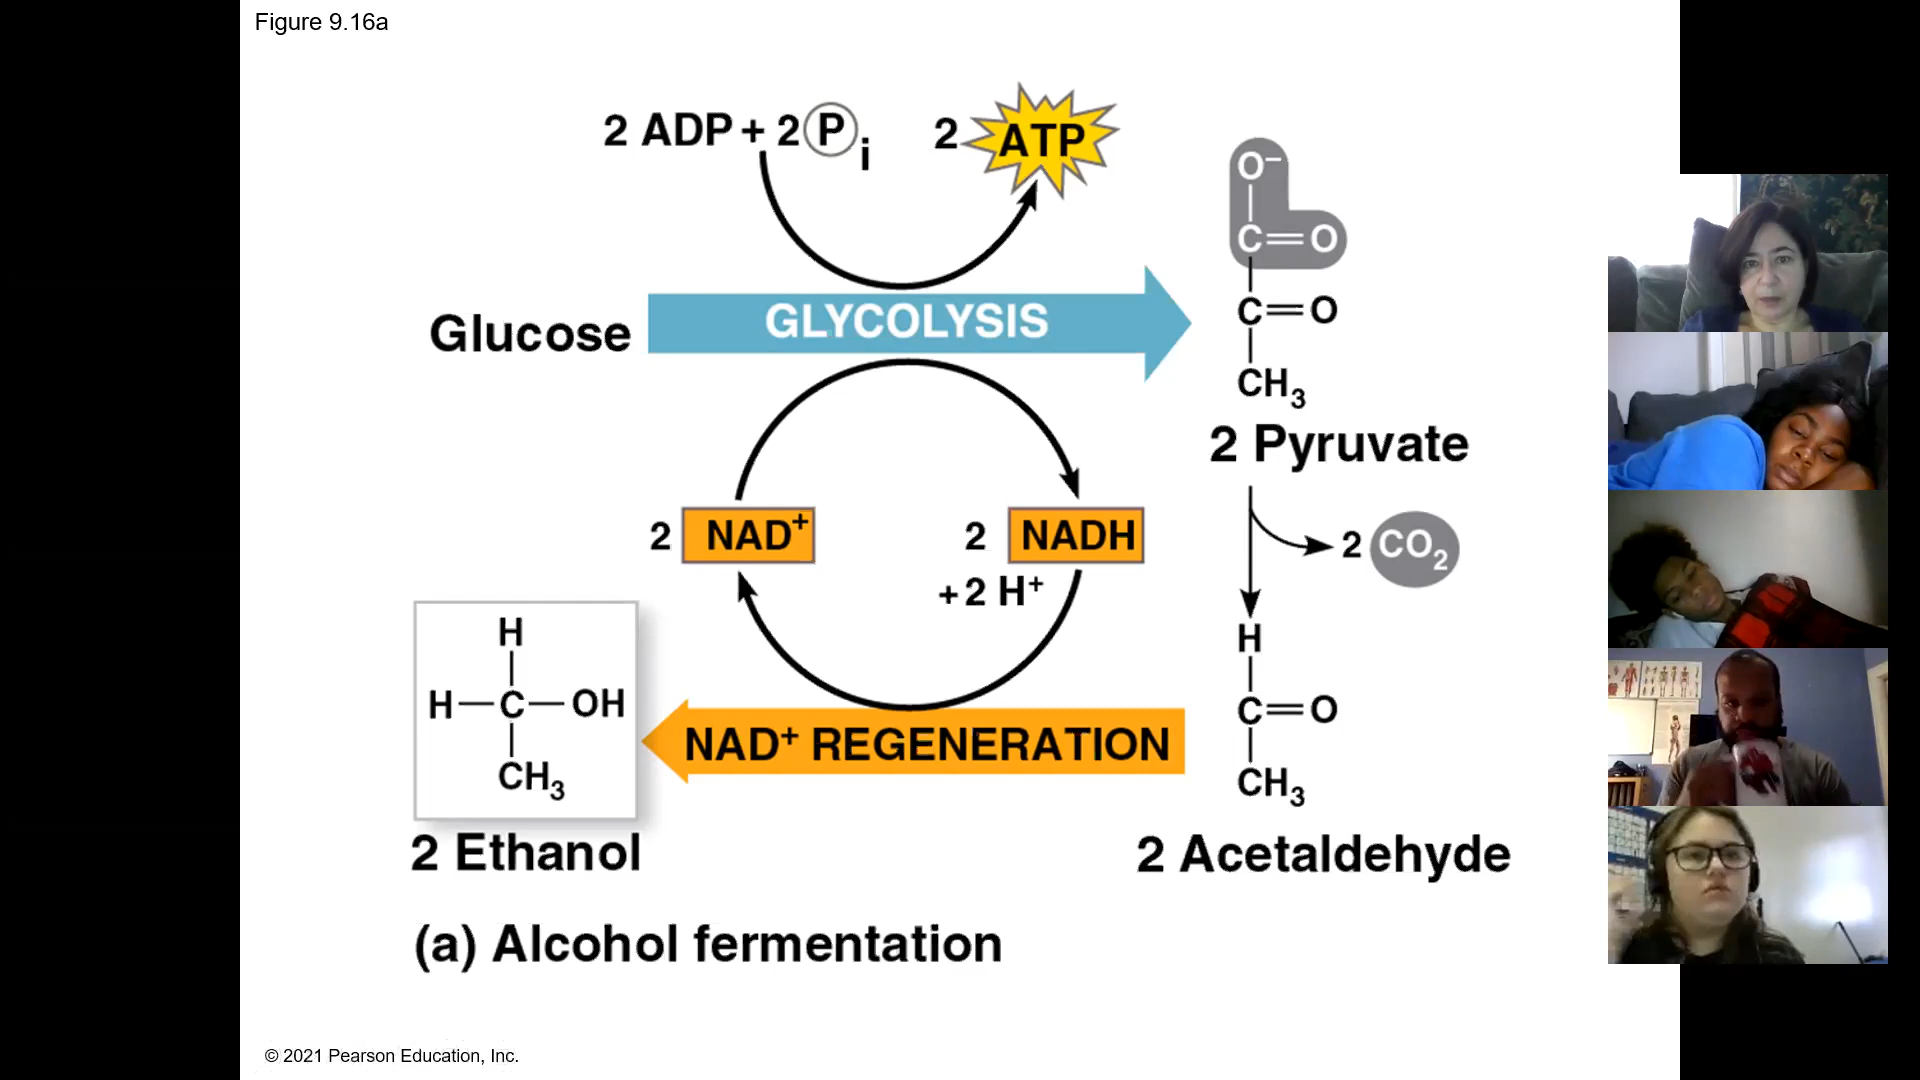 Figure 9.16a
2 ADP + 2 P i
2 ATP
O–
C=O
C=O
CH3
Glucose
GLYCOLYSIS
2 Pyruvate
2 NAD+
2 NADH
+ 2 H+
2 CO2
H
H—C—OH
CH3
H
C=O
CH3
NAD+ REGENERATION
2 Ethanol
2 Acetaldehyde
(a) Alcohol fermentation
© 2021 Pearson Education, Inc.